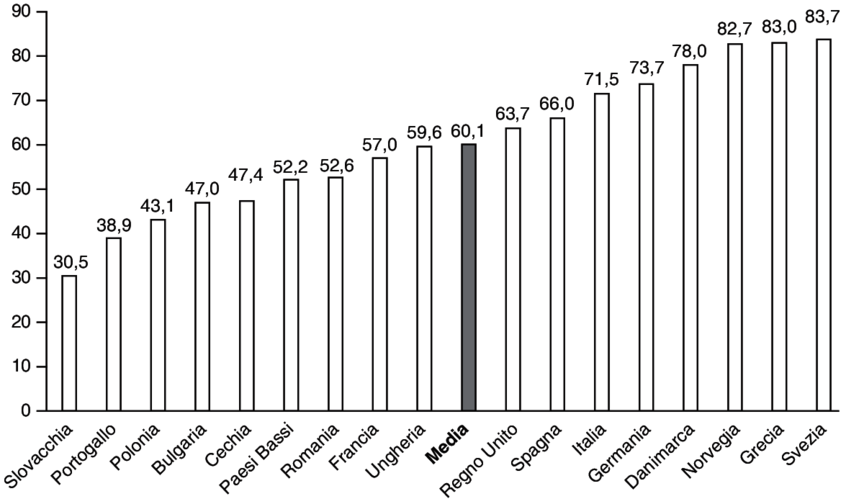 90
80
70
60
50
40
30
20
10
0
30,5
38,9
43,1
47,0
47,4
52,2
52,6
57,0
59,6
60,1
63,7
66,0
71,5
73,7
78,0
82,7
83,0
83,7
Slovacchia
Portogallo
Polonia
Bulgaria
Cechia
Paesi Bassi
Romania
Francia
Ungheria
Media
Regno Unito
Spagna
Italia
Germania
Danimarca
Norvegia
Grecia
Svezia